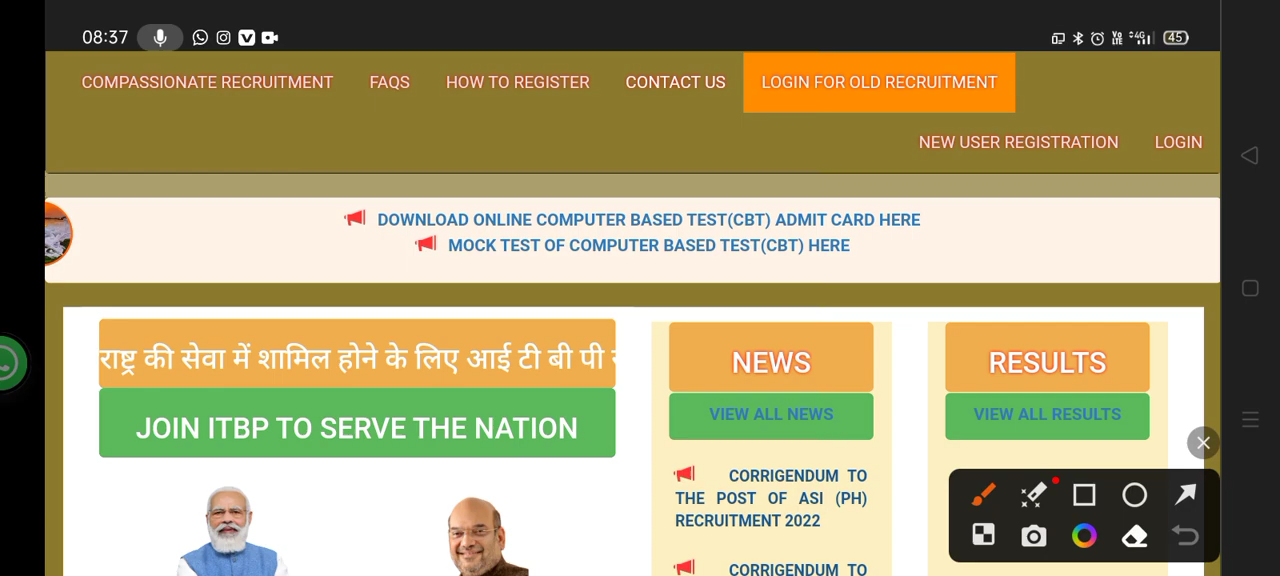 08:37
45
COMPASSIONATE RECRUITMENT FAQS HOW TO REGISTER CONTACT US LOGIN FOR OLD RECRUITMENT
NEW USER REGISTRATION LOGIN
DOWNLOAD ONLINE COMPUTER BASED TEST(CBT) ADMIT CARD HERE
MOCK TEST OF COMPUTER BASED TEST(CBT) HERE
राष्ट्र की सेवा में शामिल होने के लिए आई टी बी पी
JOIN ITBP TO SERVE THE NATION
NEWS
VIEW ALL NEWS
CORRIGENDUM TO
THE POST OF ASI (PH)
RECRUITMENT 2022
CORRIGENDUM TO
RESULTS
VIEW ALL RESULTS